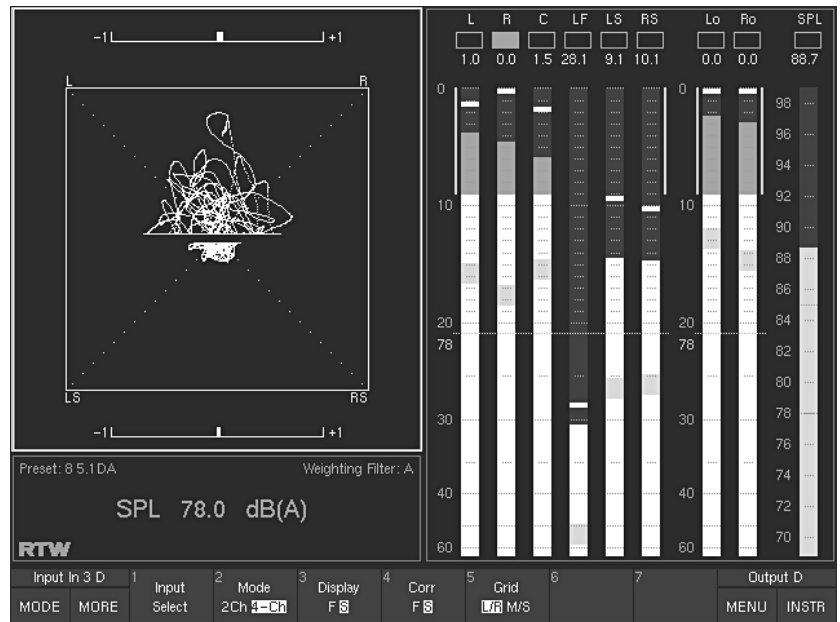 L R C LF LS RS Lo Ro SPL
-1 +1
1.0 0.0 1.5 28.1 9.1 10.1 0.0 0.0 88.7
L R
0 0
98
96
94
92
10 10
90
88
86
20 20
84
78 78
82
80
LS RS
30 30
78
-1 +1
76
Preset: 8 5.1DA Weighting Filter: A
74
40 40
72
SPL 78.0 dB(A)
70
RTW
60 60
Input In 3 D 1 Input 2 Mode 3 Display 4 Corr 5 Grid 6 7 Output D
MODE MORE Select 2Ch 4-Ch F S F S L/R M/S MENU INSTR